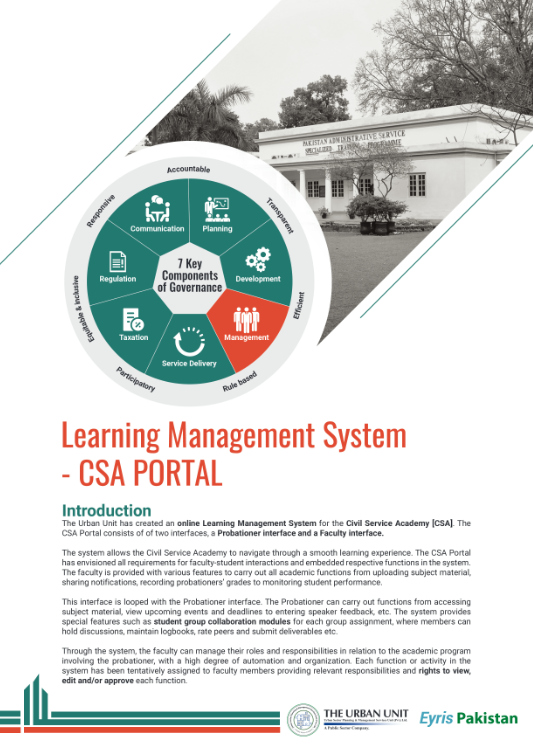 PAKISTAN ADMINISTRATIVE SERVICE
SPECIALIZED TRAINING PROGRAMME
Accountable
Responsive
Transparent
Communication
Planning
7 Key
Components
of Governance
Regulation
Development
Equitable & Inclusive
Efficient
Taxation
Management
Service Delivery
Participatory
Rule based
Learning Management System
- CSA PORTAL
Introduction
The Urban Unit has created an online Learning Management System for the Civil Service Academy [CSA]. The
CSA Portal consists of of two interfaces, a Probationer interface and a Faculty interface.
The system allows the Civil Service Academy to navigate through a smooth learning experience. The CSA Portal
has envisioned all requirements for faculty-student interactions and embedded respective functions in the system.
The faculty is provided with various features to carry out all academic functions from uploading subject material,
sharing notifications, recording probationers' grades to monitoring student performance.
This interface is looped with the Probationer interface. The Probationer can carry out functions from accessing
subject material, view upcoming events and deadlines to entering speaker feedback, etc. The system provides
special features such as student group collaboration modules for each group assignment, where members can
hold discussions, maintain logbooks, rate peers and submit deliverables etc.
Through the system, the faculty can manage their roles and responsibilities in relation to the academic program
involving the probationer, with a high degree of automation and organization. Each function or activity in the
system has been tentatively assigned to faculty members providing relevant responsibilities and rights to view,
edit and/or approve each function.
THE URBAN UNIT
Urban Sector Planning & Management Services Unit (Pvt) Ltd.
A Public Sector Company
Eyris Pakistan